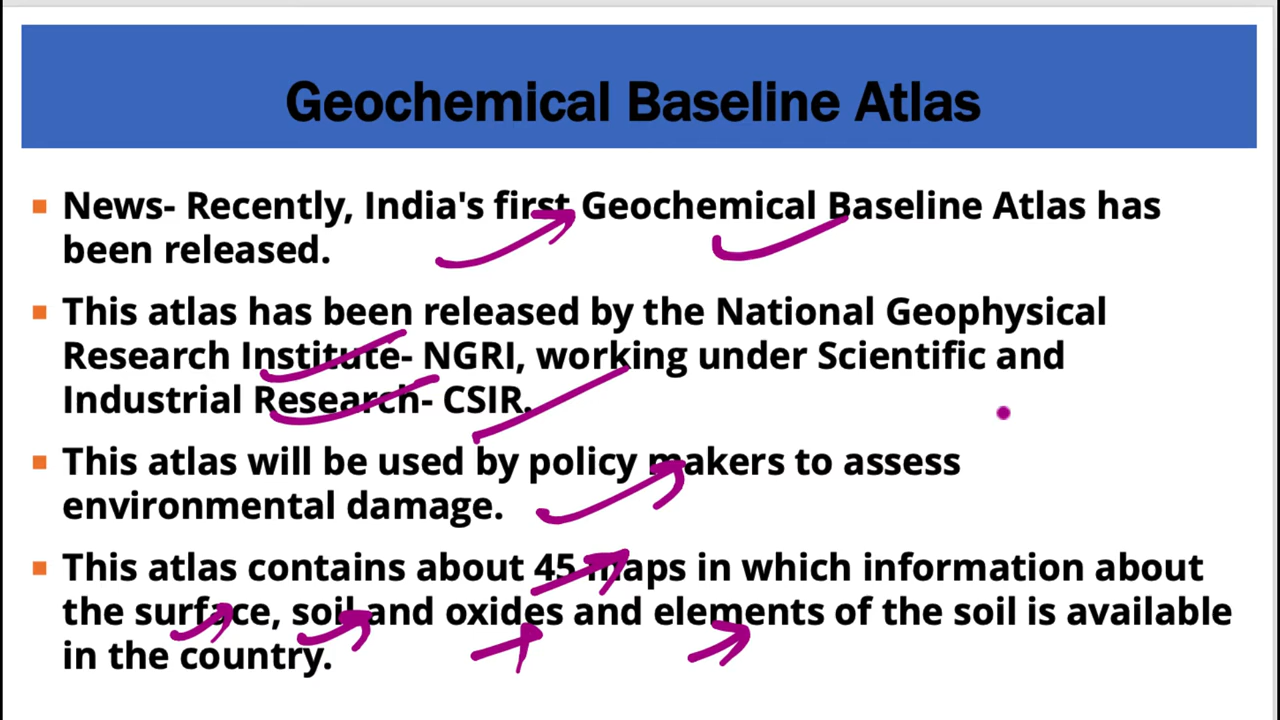 Geochemical Baseline Atlas
News- Recently, India's first Geochemical Baseline Atlas has
been released.
This atlas has been released by the National Geophysical
Research Institute- NGRI, working under Scientific and
Industrial Research- CSIR.
This atlas will be used by policy makers to assess
environmental damage.
This atlas contains about 45 maps in which information about
the surface, soil and oxides and elements of the soil is available
in the country.